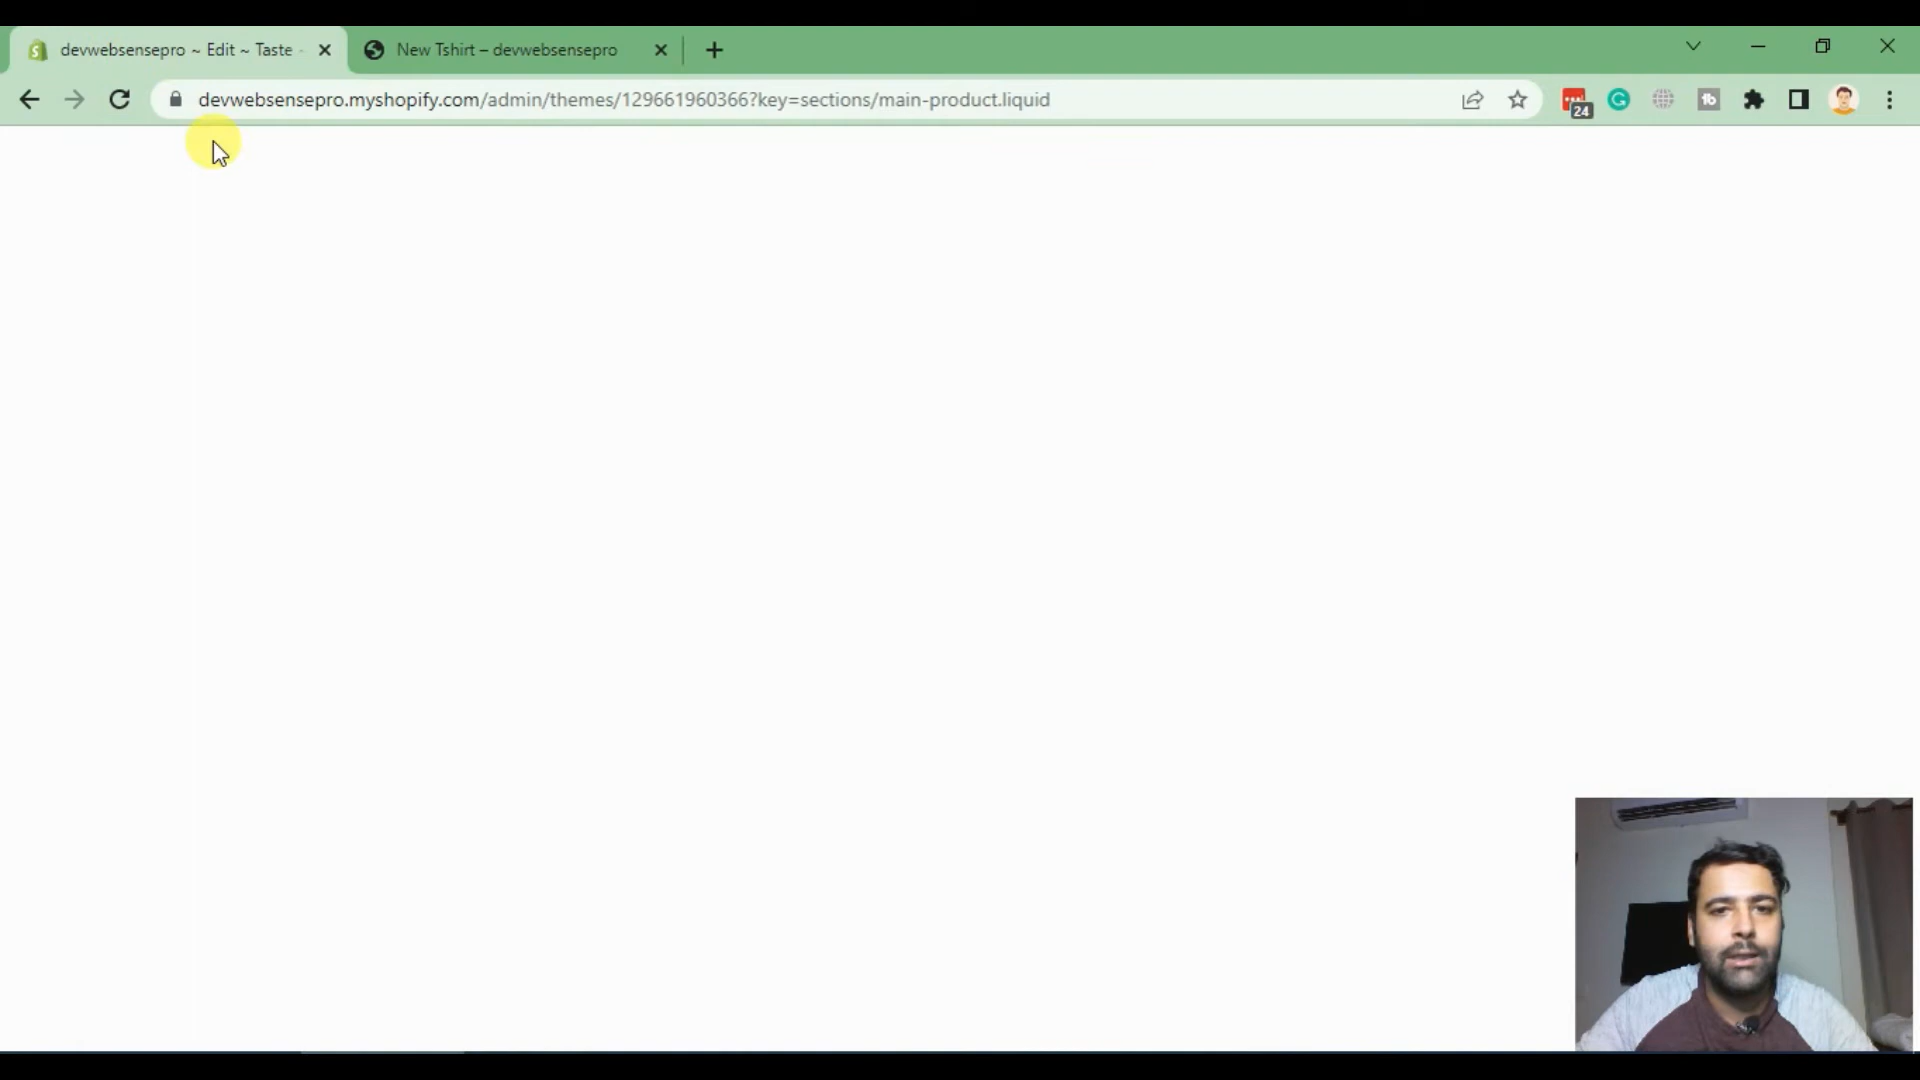 devwebsensepro ~ Edit ~ Taste -
New Tshirt – devwebsensepro
devwebsensepro.myshopify.com/admin/themes/129661960366?key=sections/main-product.liquid
24